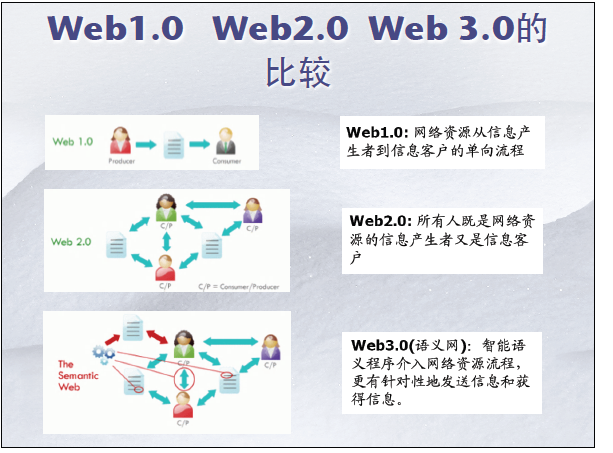 Web1.0 Web2.0 Web 3.0的
比较
Web 1.0
Producer
Consumer
Web1.0: 网络资源从信息产
生者到信息客户的单向流程
Web 2.0
C/P
C/P
C/P
C/P = Consumer/Producer
Web2.0: 所有人既是网络资
源的信息产生者又是信息客
户
The
Semantic
Web
C/P
C/P
C/P
Web3.0(语义网): 智能语
义程序介入网络资源流程，
更有针对性地发送信息和获
得信息。